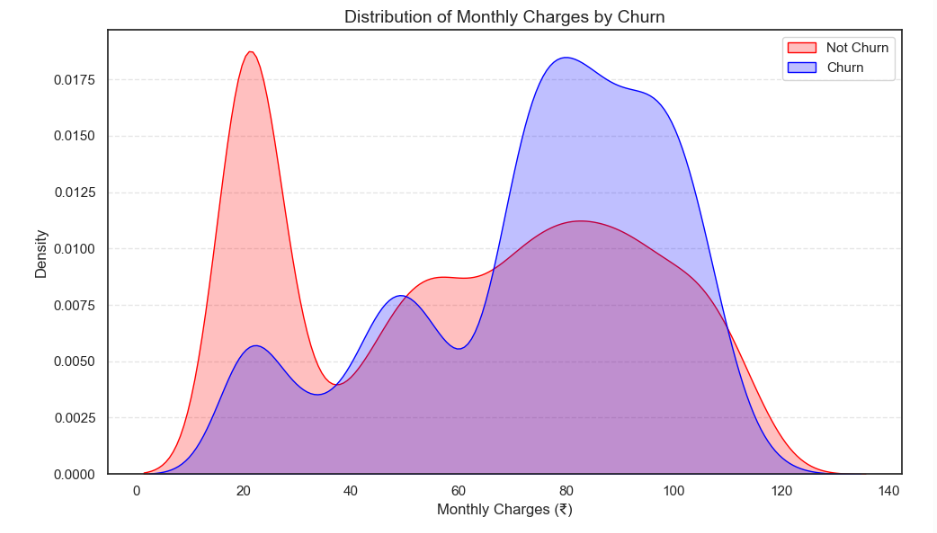 Distribution of Monthly Charges by Churn
Not Churn
Churn
Density
0.0175
0.0150
0.0125
0.0100
0.0075
0.0050
0.0025
0.0000
0 20 40 60 80 100 120 140
Monthly Charges (₹)